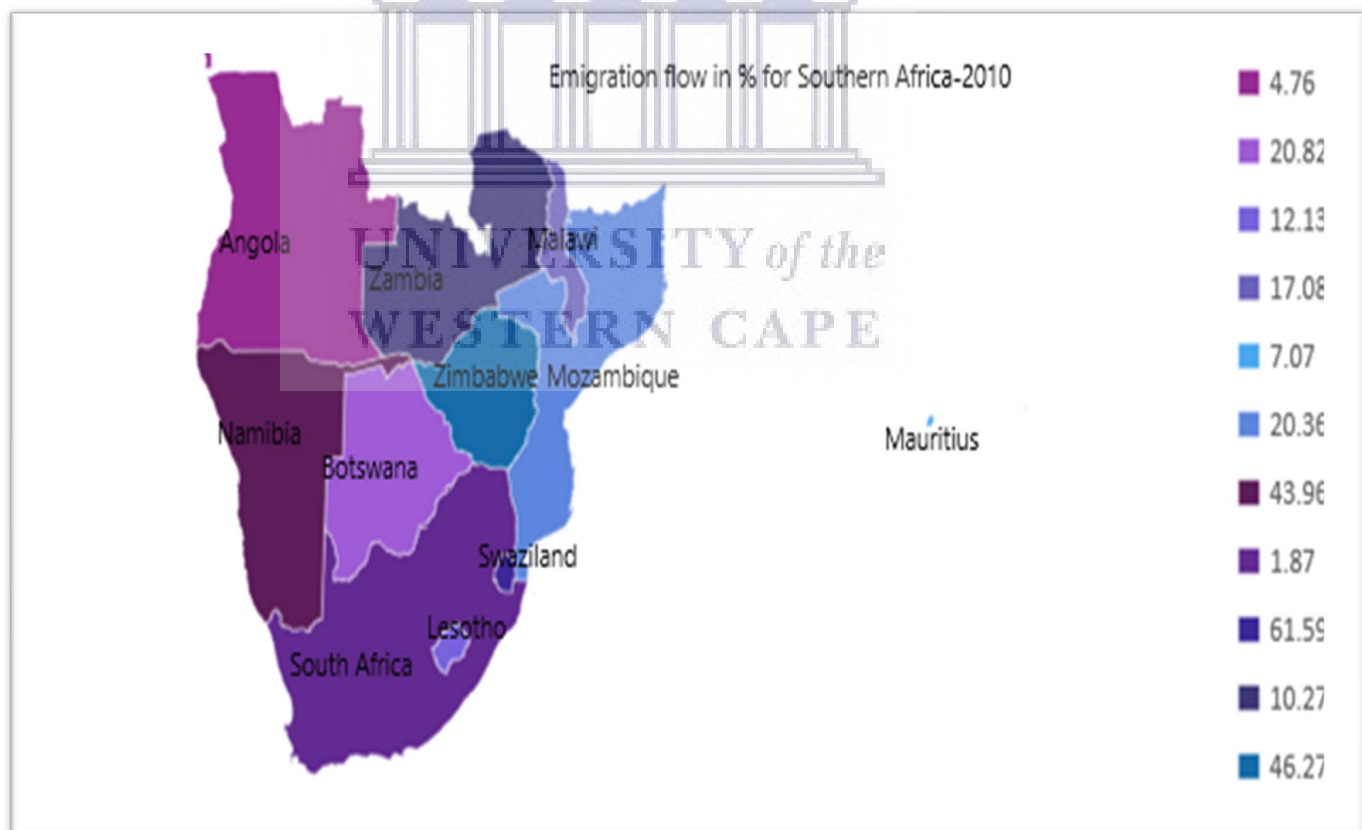 Emigration flow in % for Southern Africa-2010
4.76
20.82
12.13
17.08
7.07
20.36
43.96
1.87
61.59
10.27
46.27
Angola
Malawi
UNIVERSITY of the
Zambia
WESTERN CAPE
Zimbabwe
Mozambique
Namibia
Mauritius
Botswana
Swaziland
Lesotho
South Africa